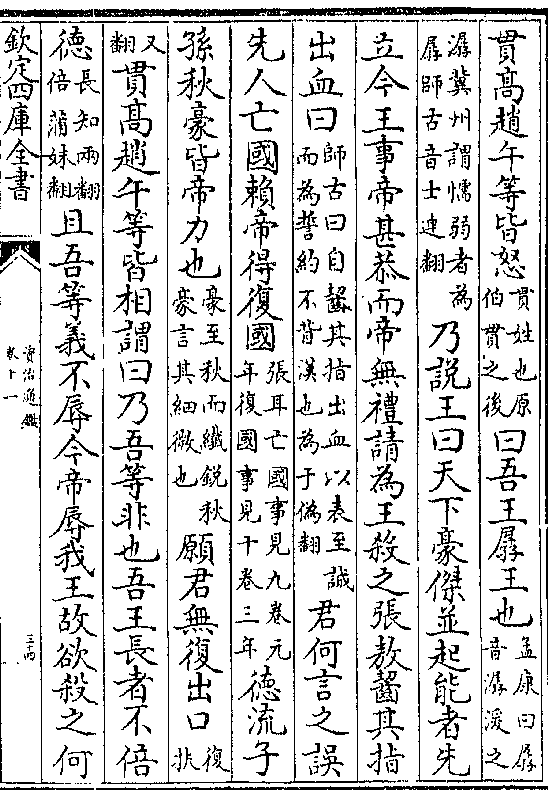 貫高趙午等皆怒貫姓也原伯貫之後曰吾王孱王也孟康曰孱音潺湲之
潺冀州謂懦弱者為孱師古音士連翻乃説王曰天下豪傑並起能者先
立今王事帝甚恭而帝無禮請為王殺之張敖齧其指
出血曰師古曰自齧其指出血以表至誠而為誓約不背漢也為于偽翻君何言之誤
先人亡國賴帝得復國張耳亡國事見九卷元年復國事見十卷三年德流子
孫秋豪皆帝力也豪至秋而纖銳秋豪言其細微也願君無復出口復扶
又翻貫高趙午等皆相謂曰乃吾等非也吾王長者不倍
德長知兩翻倍蒲妹翻且吾等義不辱今帝辱我王故欲殺之何
欽定四庫全書
資治通鑑
卷十一
三十四